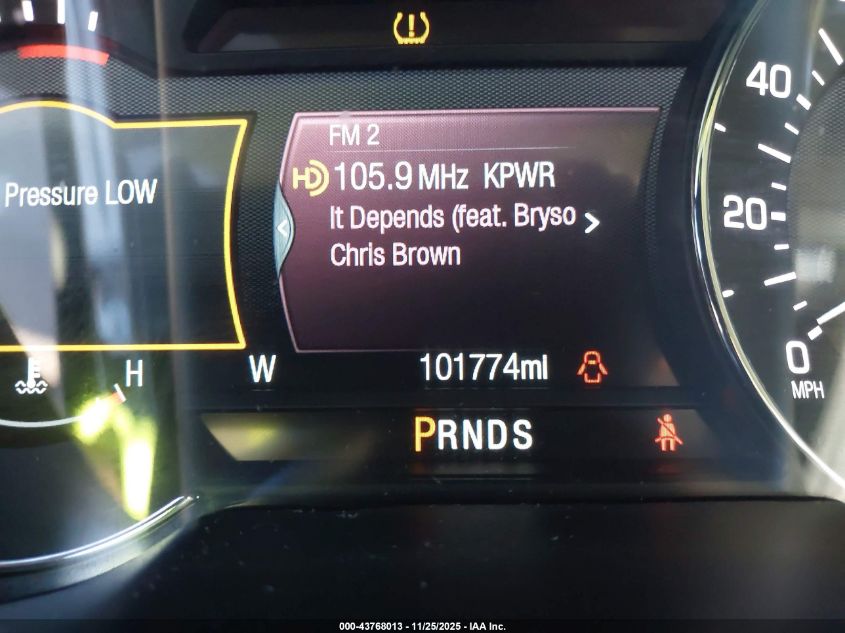 40
FM 2
HD 105.9 MHz KPWR
Pressure LOW
It Depends (feat. Bryso
20
Chris Brown
H
W
101774mi
0
MPH
PRNDS
000-43768013 - 11/25/2025 - IAA Inc.